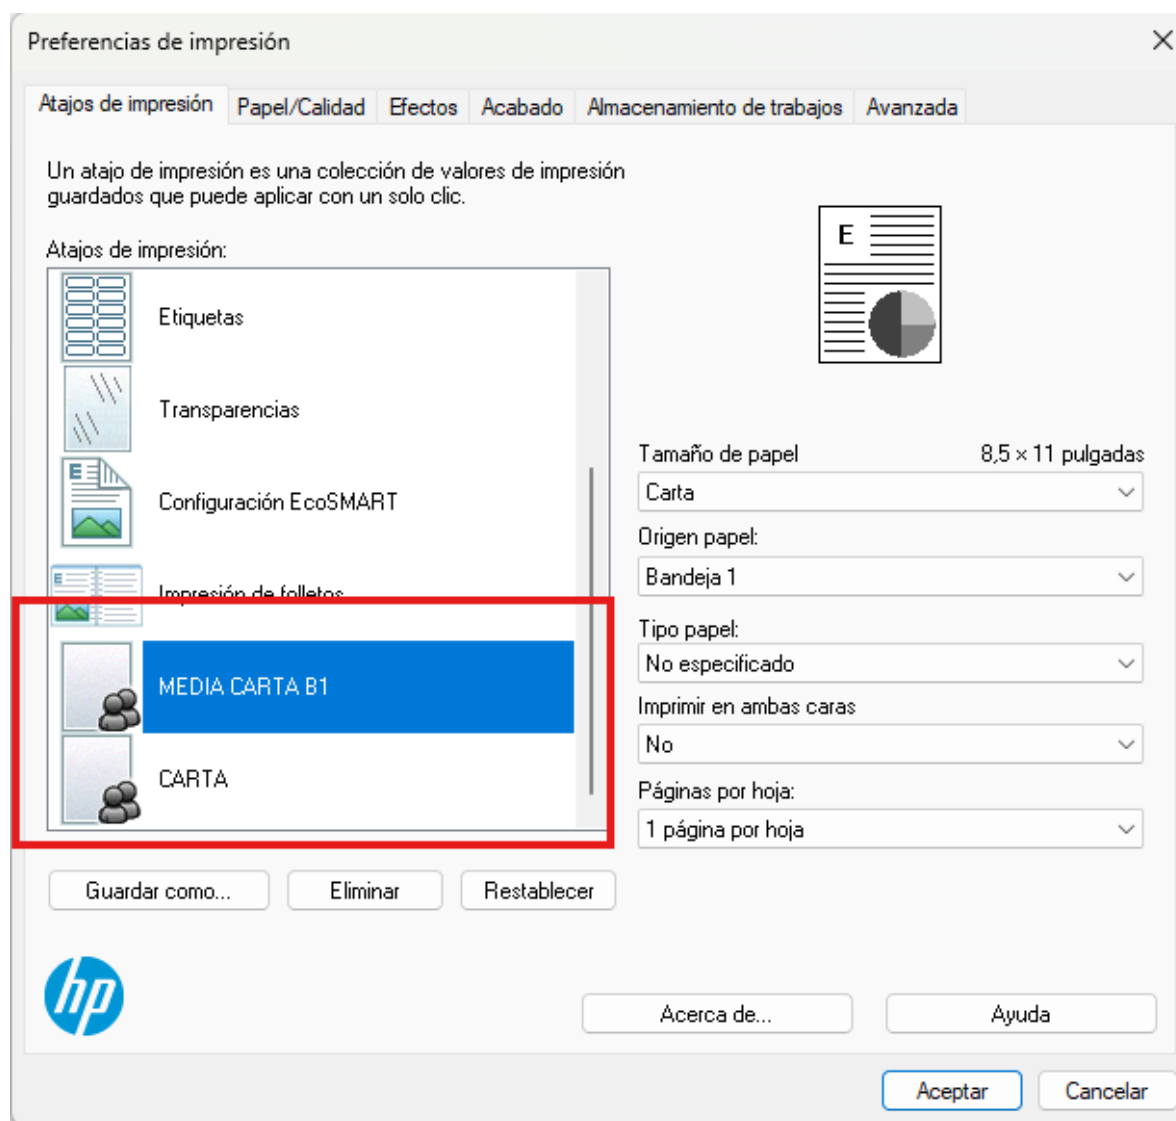 Preferencias de impresión
Atajos de impresión Papel/Calidad Efectos Acabado Almacenamiento de trabajos Avanzada
Un atajo de impresión es una colección de valores de impresión
guardados que puede aplicar con un solo clic.
Atajos de impresión:
Etiquetas
Transparencias
Configuración EcoSMART
Impresión de folletos
MEDIA CARTA B1
CARTA
E
Tamaño de papel 8,5 × 11 pulgadas
Carta
Origen papel:
Bandeja 1
Tipo papel:
No especificado
Imprimir en ambas caras
No
Páginas por hoja:
1 página por hoja
Guardar como... Eliminar Restablecer
hp
Acerca de... Ayuda
Aceptar Cancelar